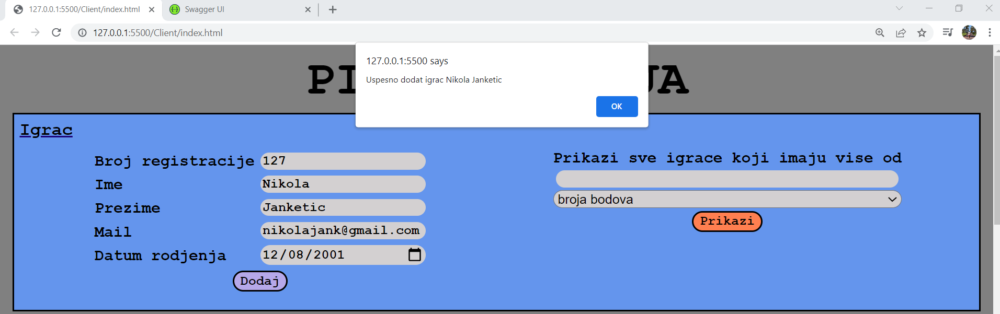 127.0.0.1:5500/Client/index.html
Swagger UI
127.0.0.1:5500/Client/index.html
127.0.0.1:5500 says
Uspesno dodat igrac Nikola Janketic
OK
Igrac
Broj registracije 127
Ime Nikola
Prezime Janketic
Mail nikolajank@gmail.com
Datum rodjenja 12/08/2001
Dodaj
Prikazi sve igrace koji imaju vise od
broja bodova
Prikazi